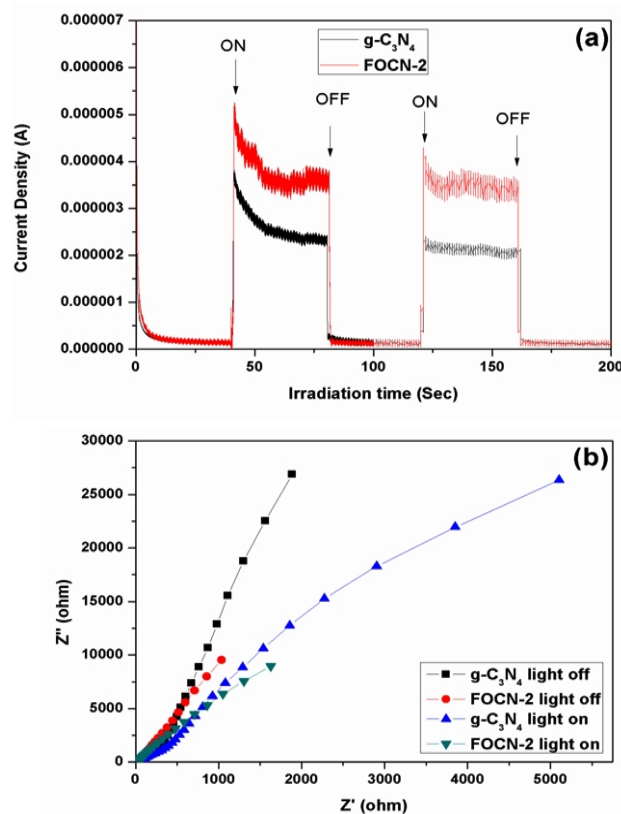 (a)
g-C₃N₄
FOCN-2
ON
OFF
ON
OFF
Current Density (A)
0.000007
0.000006
0.000005
0.000004
0.000003
0.000002
0.000001
0.000000
0 50 100 150 200
Irradiation time (Sec)
(b)
Z'' (ohm)
30000
25000
20000
15000
10000
5000
0
g-C₃N₄ light off
FOCN-2 light off
g-C₃N₄ light on
FOCN-2 light on
0 1000 2000 3000 4000 5000
Z' (ohm)